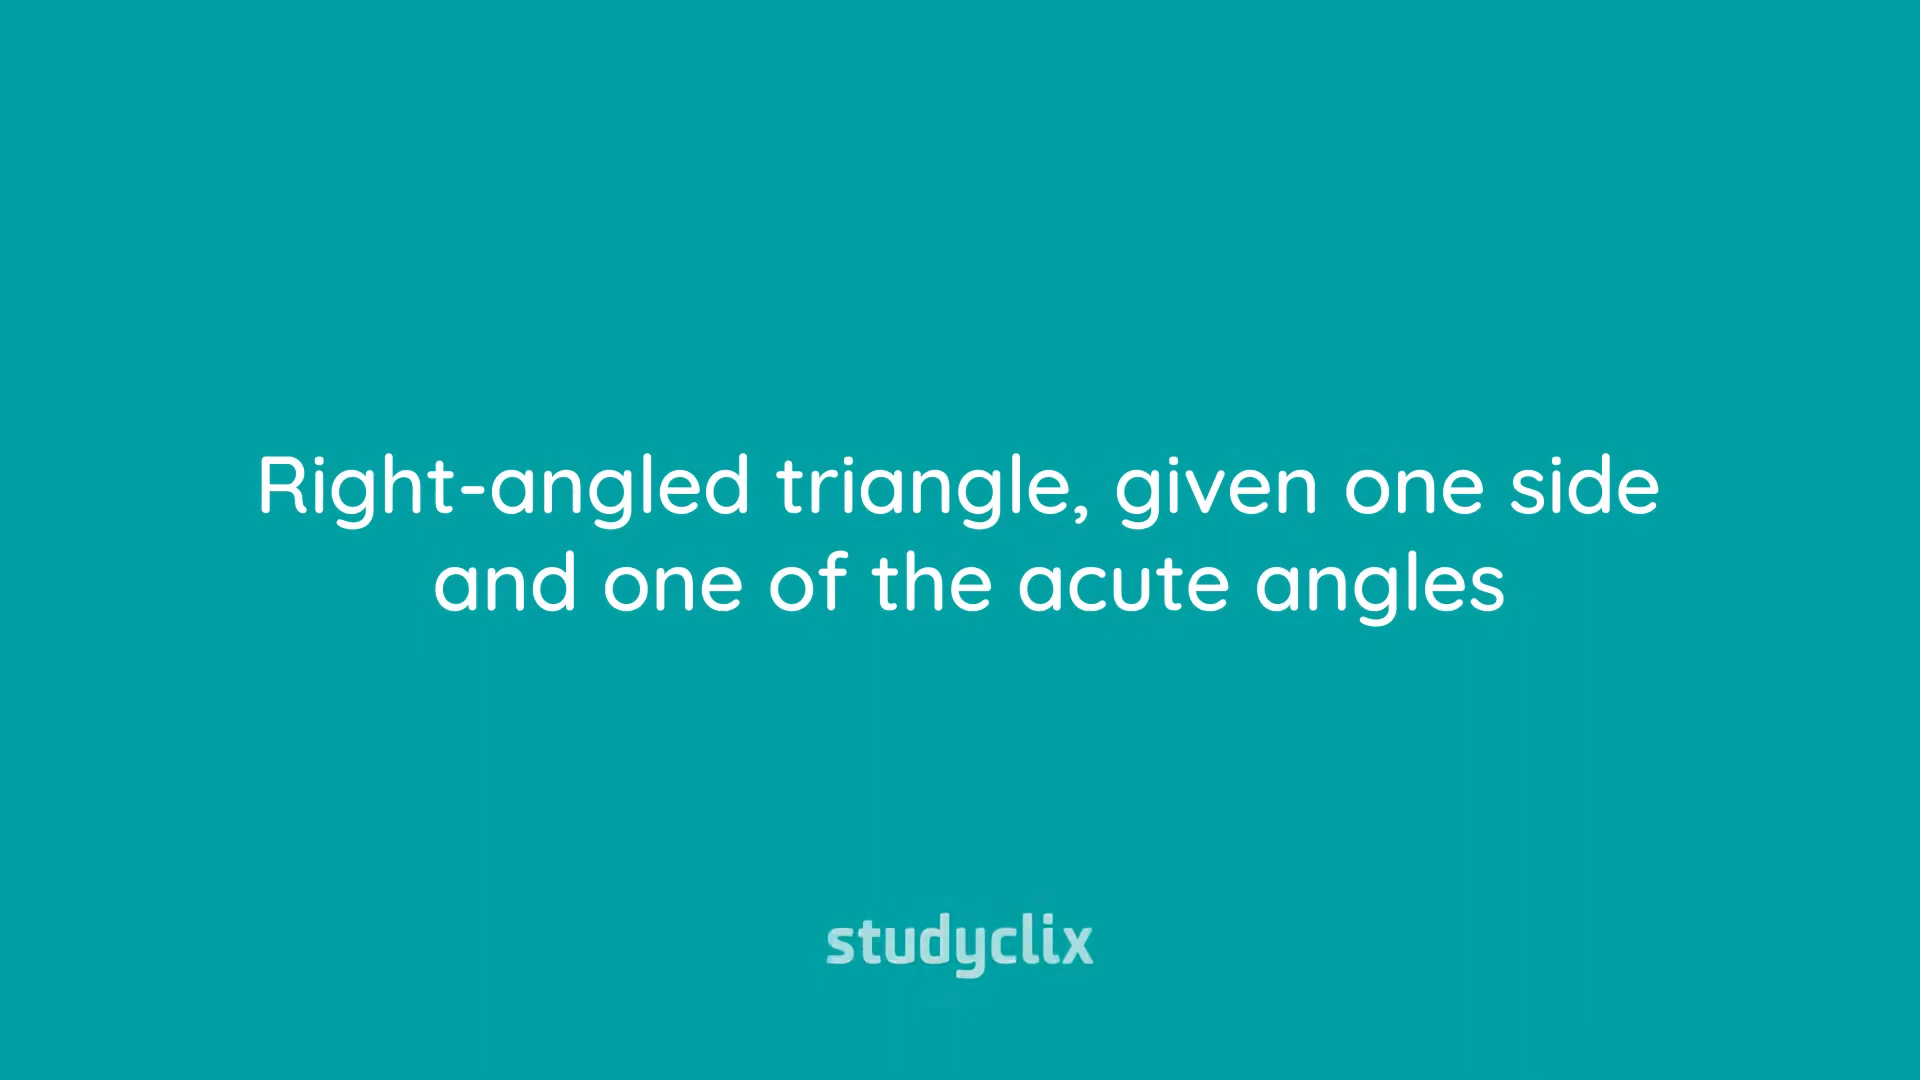 Right-angled triangle, given one side
and one of the acute angles
studyclix